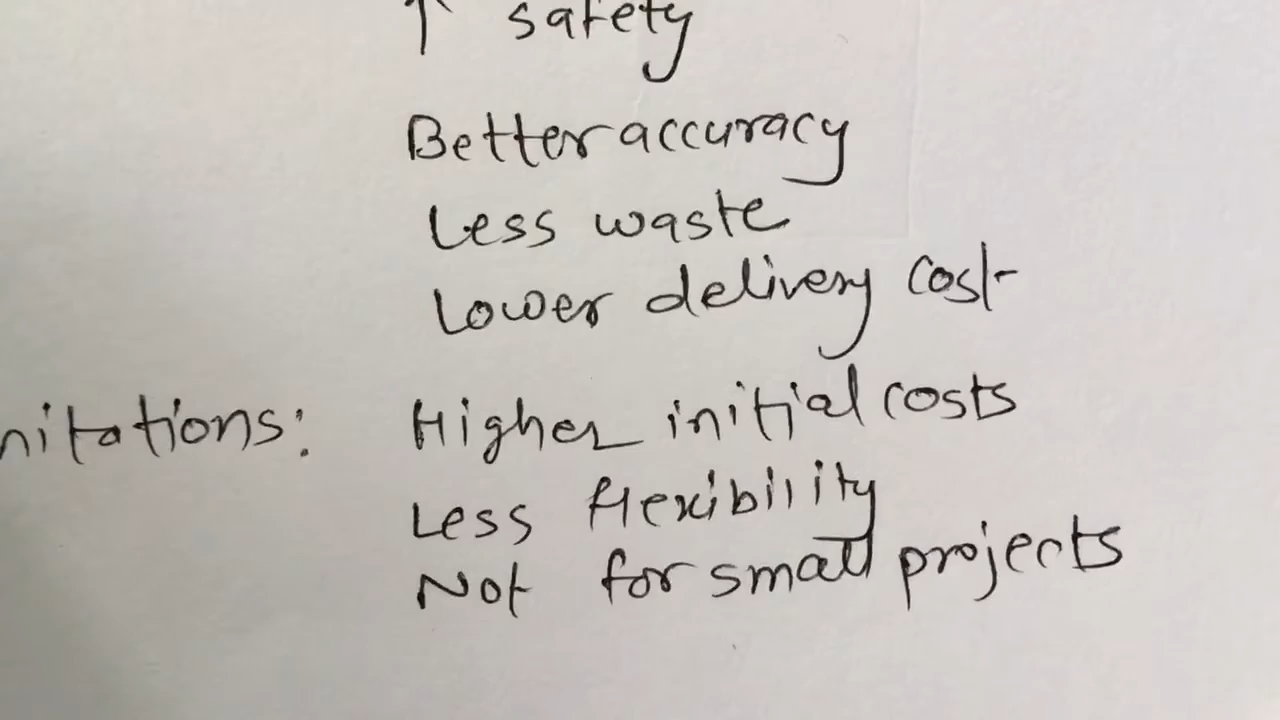 ↑ safety
Better accuracy
Less waste
Lower delivery cost
nitations: Higher initial costs
Less flexibility
Not for small projects